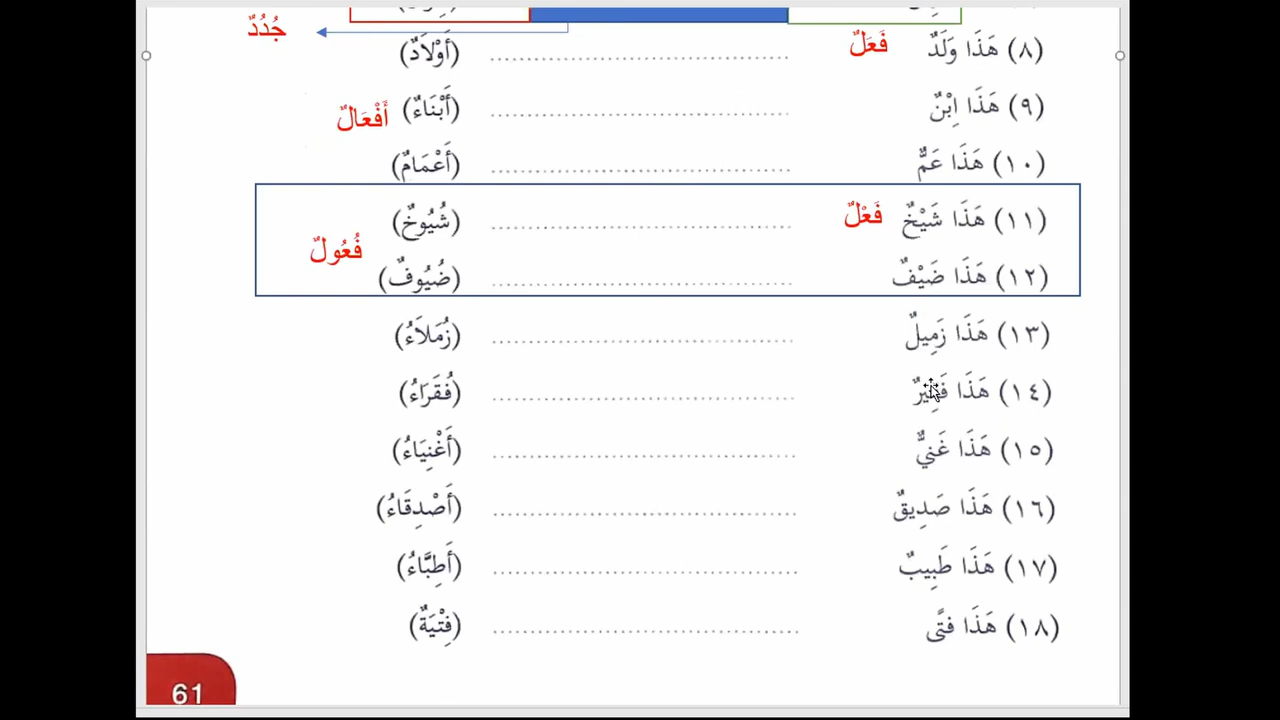 جُدُدٌ
(٨) هَذَا وَلَدٌ فَعَلٌ ........................................ (أَوْلَادٌ)
(٩) هَذَا اِبْنٌ ........................................ (أَبْنَاءٌ) أَفْعَالٌ
(١٠) هَذَا عَمٌّ ........................................ (أَعْمَامٌ)
(١١) هَذَا شَيْخٌ فَعْلٌ ........................................ (شُيُوخٌ)
فُعُولٌ
(١٢) هَذَا ضَيْفٌ ........................................ (ضُيُوفٌ)
(١٣) هَذَا زَمِيلٌ ........................................ (زُمَلَاءُ)
(١٤) هَذَا فَقِيرٌ ........................................ (فُقَرَاءُ)
(١٥) هَذَا غَنِيٌّ ........................................ (أَغْنِيَاءُ)
(١٦) هَذَا صَدِيقٌ ........................................ (أَصْدِقَاءُ)
(١٧) هَذَا طَبِيبٌ ........................................ (أَطِبَّاءُ)
(١٨) هَذَا فَتًى ........................................ (فِتْيَةٌ)
61